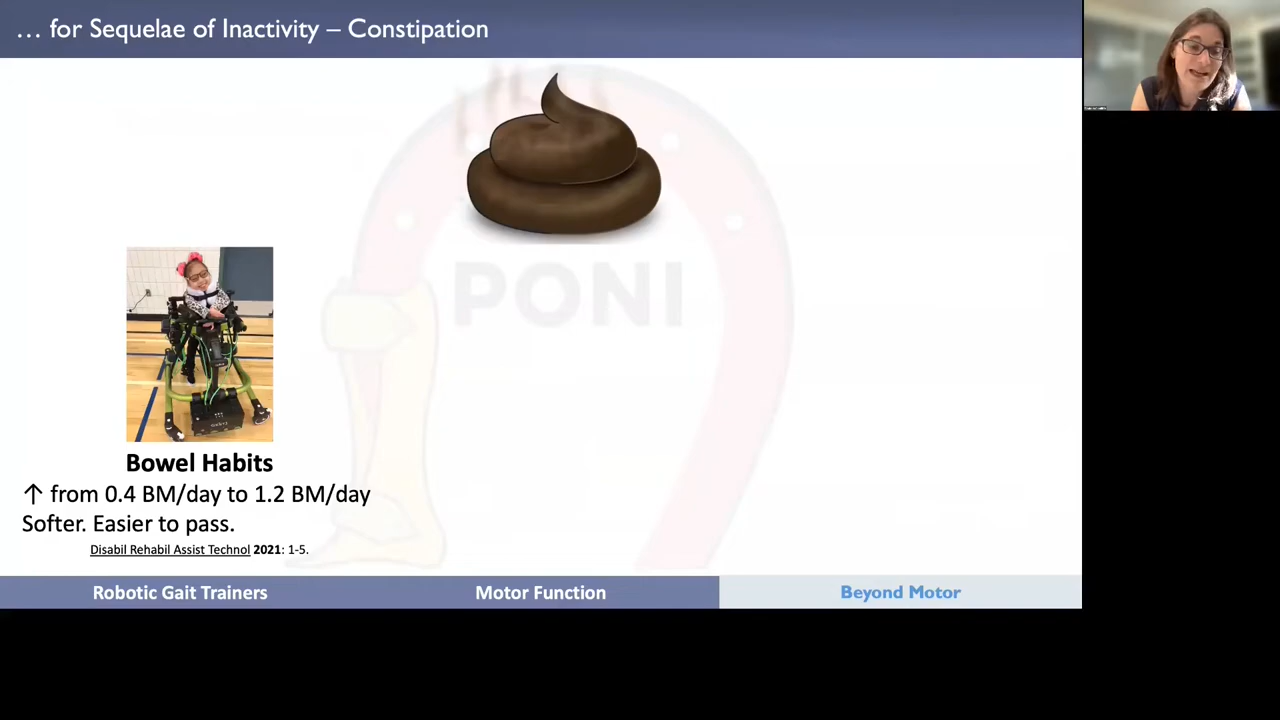 … for Sequelae of Inactivity – Constipation
PONI
Bowel Habits
↑ from 0.4 BM/day to 1.2 BM/day
Softer. Easier to pass.
Disabil Rehabil Assist Technol 2021: 1-5.
Robotic Gait Trainers
Motor Function
Beyond Motor